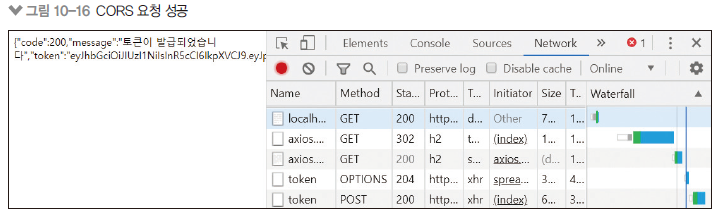 그림 10-16 CORS 요청 성공
{"code":200,"message":"토큰이 발급되었습니
다","token":"eyJhbGciOiJIUzI1NiIsInR5cCI6IkpXVCJ9.eyJp
Elements Console Sources Network » 1
Preserve log Disable cache Online
Name Method Sta... Prot... T... Initiator Size T... Waterfall
localh... GET 200 http... d... Other 7... 1...
axios.... GET 302 h2 t... (index) 1... 1...
axios.... GET 200 h2 s... axios.... (d... 1...
token OPTIONS 204 http... xhr sprea... 3... 4...
token POST 200 http... xhr (index) 6... 3...